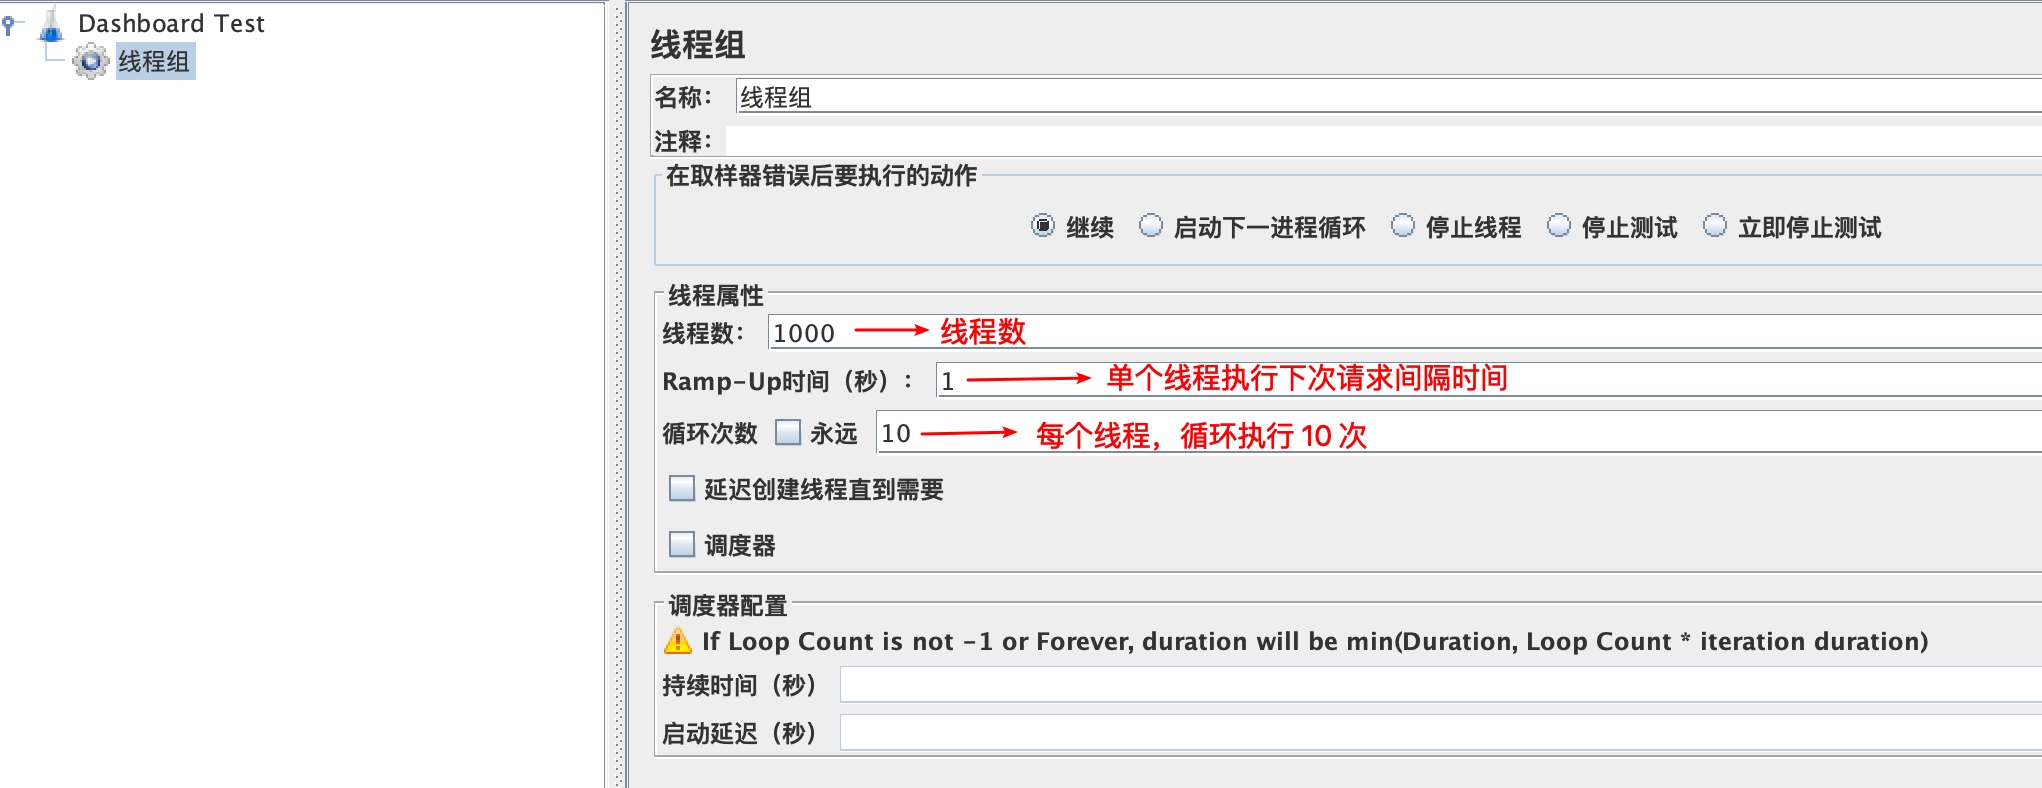 Dashboard Test
线程组
线程组
名称： 线程组
注释：
在取样器错误后要执行的动作
继续 启动下一进程循环 停止线程 停止测试 立即停止测试
线程属性
线程数： 1000 线程数
Ramp-Up时间（秒）： 1 单个线程执行下次请求间隔时间
循环次数 永远 10 每个线程，循环执行 10 次
延迟创建线程直到需要
调度器
调度器配置
If Loop Count is not -1 or Forever, duration will be min(Duration, Loop Count * iteration duration)
持续时间（秒）
启动延迟（秒）